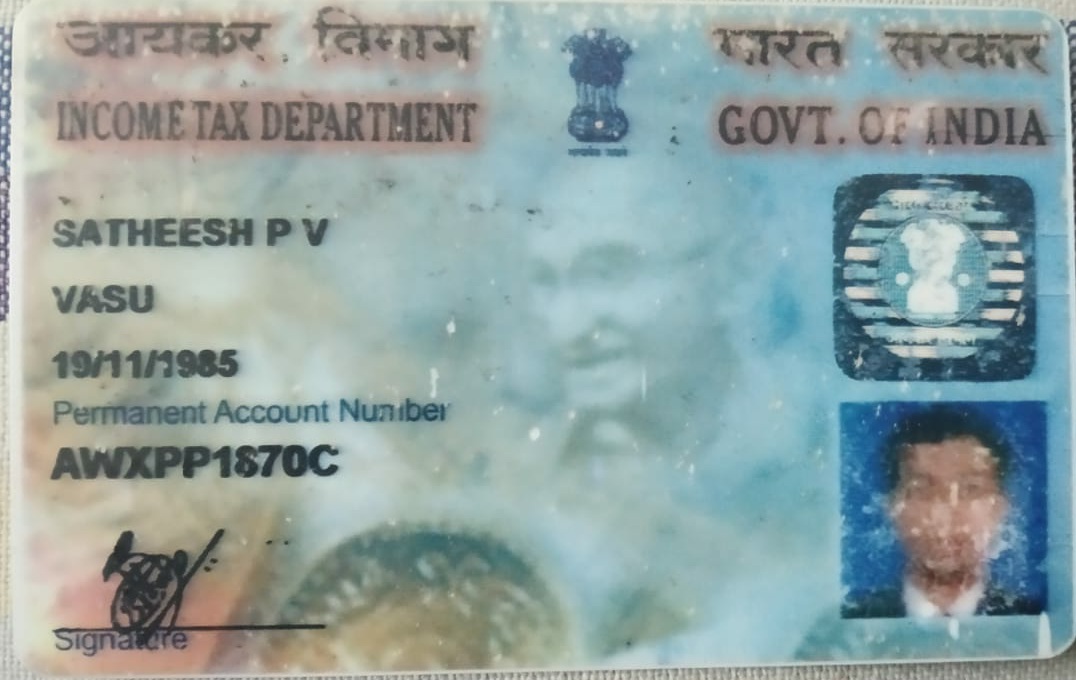 आयकर विभाग
भारत सरकार
INCOME TAX DEPARTMENT
GOVT. OF INDIA
SATHEESH P V
VASU
19/11/1985
Permanent Account Number
AWXPP1870C
Signature